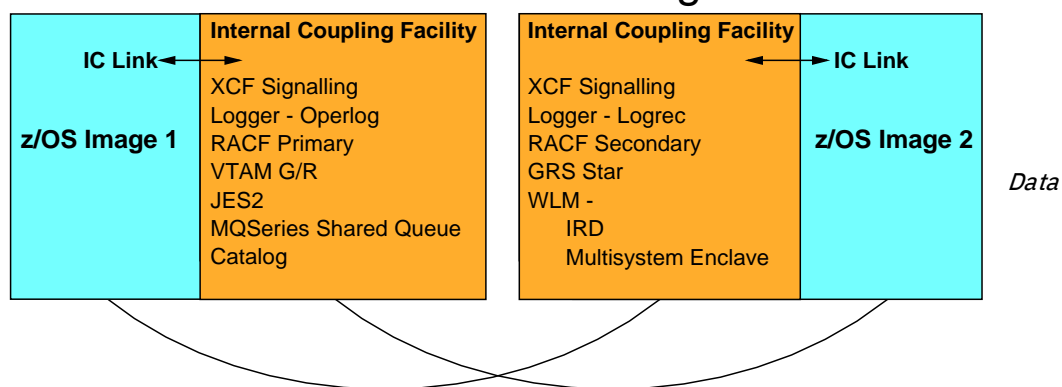 Internal Coupling Facility
IC Link
XCF Signalling
Logger - Operlog
z/OS Image 1
RACF Primary
VTAM G/R
JES2
MQSeries Shared Queue
Catalog
Internal Coupling Facility
IC Link
XCF Signalling
Logger - Logrec
RACF Secondary
z/OS Image 2
GRS Star
WLM -
IRD
Multisystem Enclave
Data